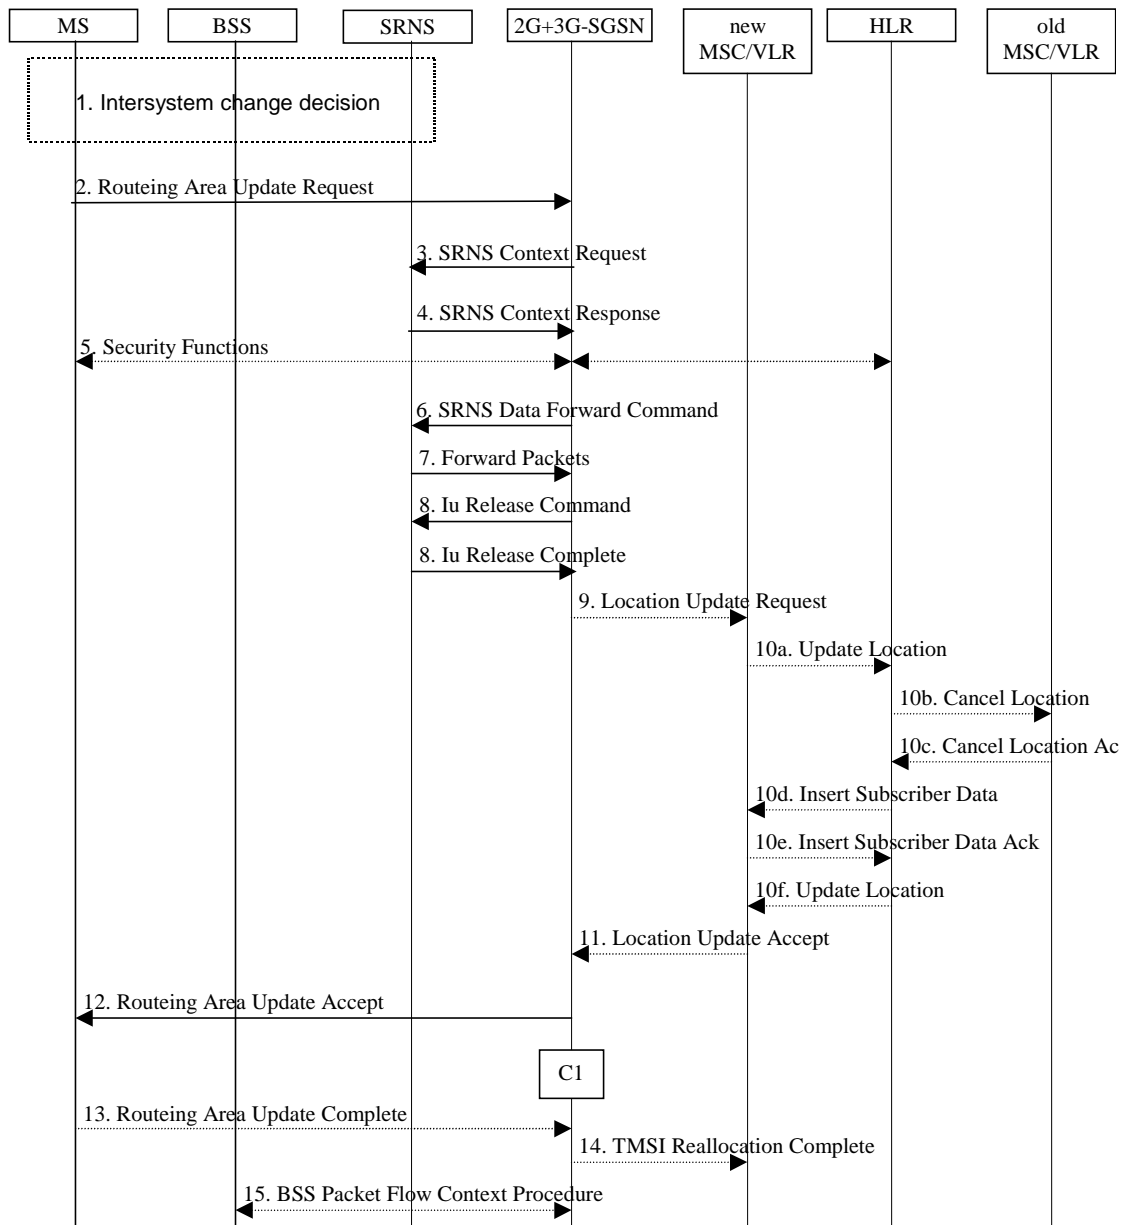 MS BSS SRNS 2G+3G-SGSN new MSC/VLR HLR old MSC/VLR
1. Intersystem change decision
2. Routeing Area Update Request
3. SRNS Context Request
4. SRNS Context Response
5. Security Functions
6. SRNS Data Forward Command
7. Forward Packets
8. Iu Release Command
8. Iu Release Complete
9. Location Update Request
10a. Update Location
10b. Cancel Location
10c. Cancel Location Ac
10d. Insert Subscriber Data
10e. Insert Subscriber Data Ack
10f. Update Location
11. Location Update Accept
12. Routeing Area Update Accept
C1
13. Routeing Area Update Complete
14. TMSI Reallocation Complete
15. BSS Packet Flow Context Procedure